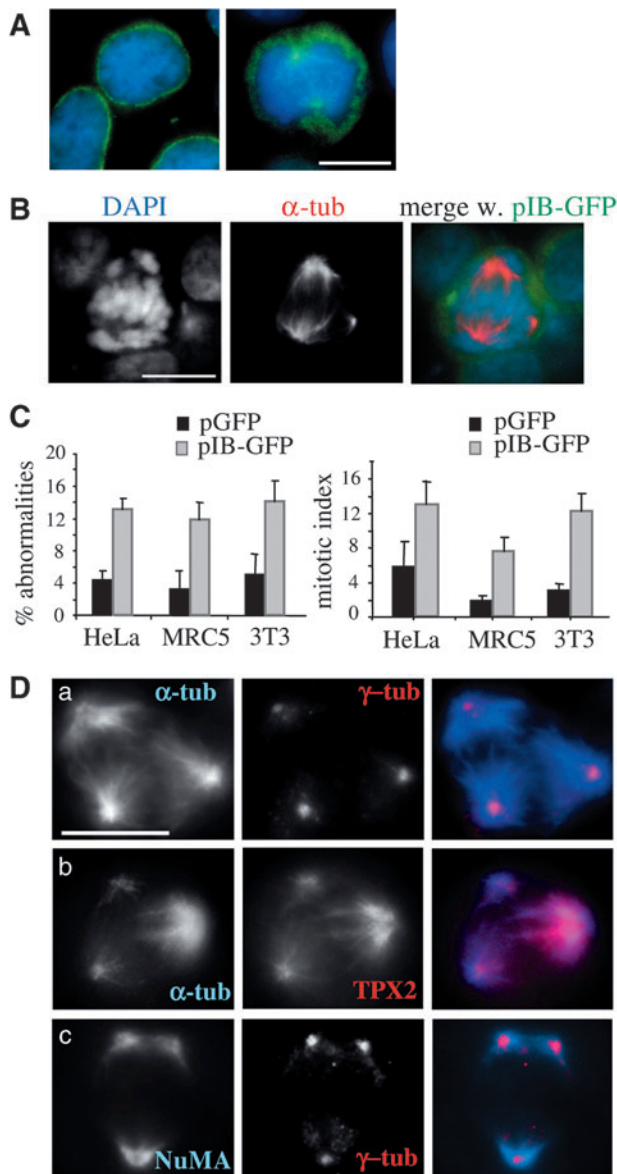 A
B
DAPI
α-tub
merge w. pIB-GFP
C
pGFP
pIB-GFP
% abnormalities
20
16
12
8
4
0
HeLa MRC5 3T3
pGFP
pIB-GFP
mitotic index
16
12
8
4
0
HeLa MRC5 3T3
D
a
α-tub
γ-tub
b
α-tub
TPX2
c
NuMA
γ-tub